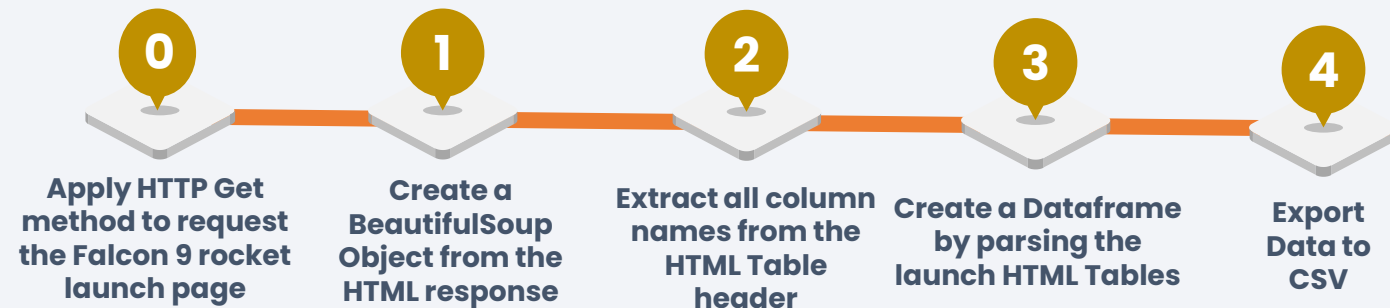 0
Apply HTTP Get
method to request
the Falcon 9 rocket
launch page
1
Create a
BeautifulSoup
Object from the
HTML response
2
Extract all column
names from the
HTML Table
header
3
Create a Dataframe
by parsing the
launch HTML Tables
4
Export
Data to
CSV